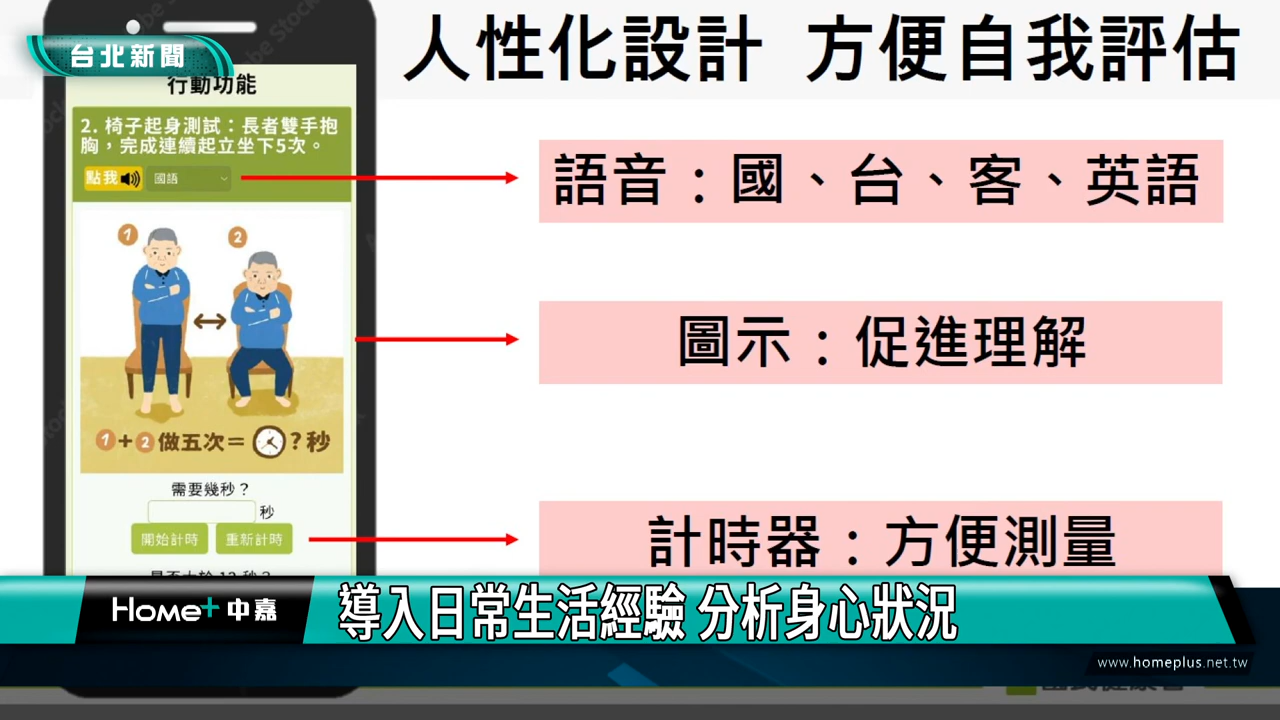 台北新聞
人性化設計 方便自我評估
行動功能
2. 椅子起身測試：長者雙手抱
胸，完成連續起立坐下5次。
點我 國語
語音：國、台、客、英語
1 2
圖示：促進理解
1+2做五次= ?秒
需要幾秒？
秒
開始計時 重新計時
計時器：方便測量
Home+中嘉
導入日常生活經驗 分析身心狀況
www.homeplus.net.tw